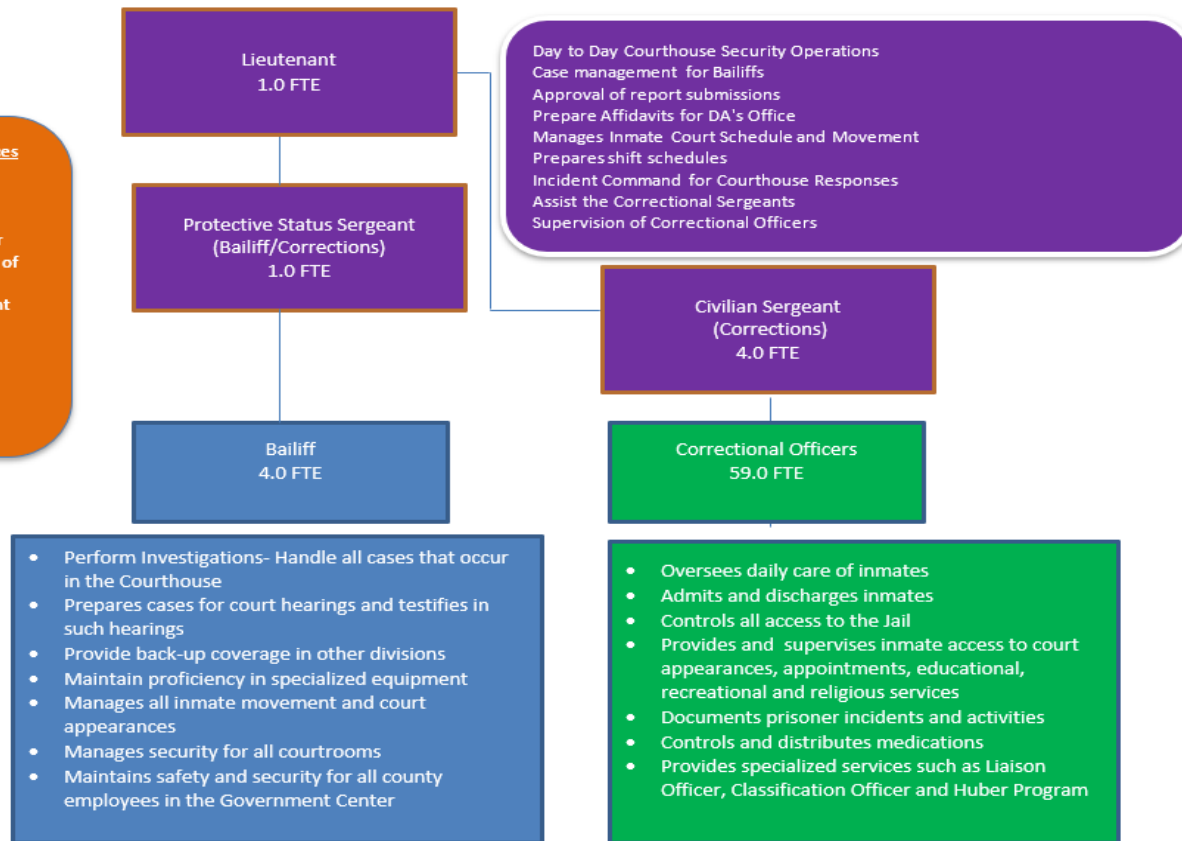 Lieutenant
1.0 FTE
Day to Day Courthouse Security Operations
Case management for Bailiffs
Approval of report submissions
Prepare Affidavits for DA's Office
Manages Inmate Court Schedule and Movement
Prepares shift schedules
Incident Command for Courthouse Responses
Assist the Correctional Sergeants
Supervision of Correctional Officers
of
Protective Status Sergeant
(Bailiff/Corrections)
1.0 FTE
Civilian Sergeant
(Corrections)
4.0 FTE
Bailiff
4.0 FTE
Correctional Officers
59.0 FTE
• Perform Investigations- Handle all cases that occur
in the Courthouse
• Prepares cases for court hearings and testifies in
such hearings
• Provide back-up coverage in other divisions
• Maintain proficiency in specialized equipment
• Manages all inmate movement and court
appearances
• Manages security for all courtrooms
• Maintains safety and security for all county
employees in the Government Center
• Oversees daily care of inmates
• Admits and discharges inmates
• Controls all access to the Jail
• Provides and supervises inmate access to court
appearances, appointments, educational,
recreational and religious services
• Documents prisoner incidents and activities
• Controls and distributes medications
• Provides specialized services such as Liaison
Officer, Classification Officer and Huber Program